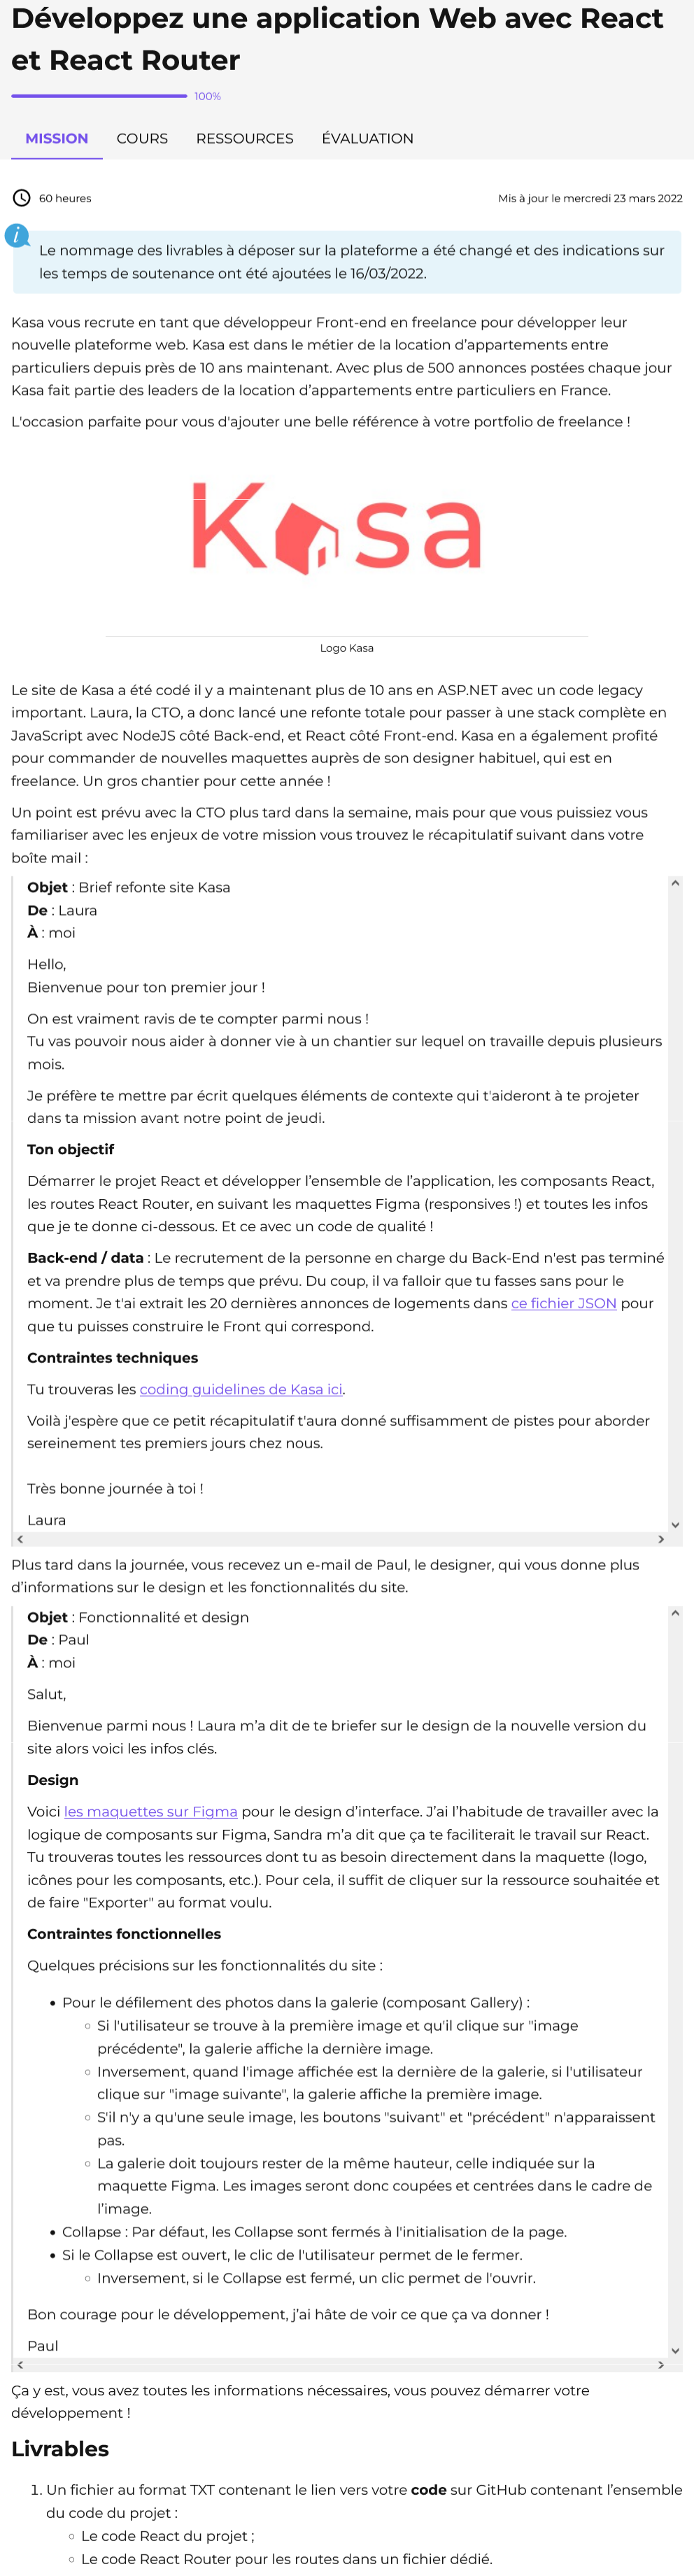 Développez une application Web avec React
et React Router
100%
MISSION COURS RESSOURCES ÉVALUATION
60 heures Mis à jour le mercredi 23 mars 2022
i
Le nommage des livrables à déposer sur la plateforme a été changé et des indications sur
les temps de soutenance ont été ajoutées le 16/03/2022.
Kasa vous recrute en tant que développeur Front-end en freelance pour développer leur
nouvelle plateforme web. Kasa est dans le métier de la location d’appartements entre
particuliers depuis près de 10 ans maintenant. Avec plus de 500 annonces postées chaque jour
Kasa fait partie des leaders de la location d’appartements entre particuliers en France.
L'occasion parfaite pour vous d'ajouter une belle référence à votre portfolio de freelance !
Kasa
Logo Kasa
Le site de Kasa a été codé il y a maintenant plus de 10 ans en ASP.NET avec un code legacy
important. Laura, la CTO, a donc lancé une refonte totale pour passer à une stack complète en
JavaScript avec NodeJS côté Back-end, et React côté Front-end. Kasa en a également profité
pour commander de nouvelles maquettes auprès de son designer habituel, qui est en
freelance. Un gros chantier pour cette année !
Un point est prévu avec la CTO plus tard dans la semaine, mais pour que vous puissiez vous
familiariser avec les enjeux de votre mission vous trouvez le récapitulatif suivant dans votre
boîte mail :
Objet : Brief refonte site Kasa
De : Laura
À : moi
Hello,
Bienvenue pour ton premier jour !
On est vraiment ravis de te compter parmi nous !
Tu vas pouvoir nous aider à donner vie à un chantier sur lequel on travaille depuis plusieurs
mois.
Je préfère te mettre par écrit quelques éléments de contexte qui t'aideront à te projeter
dans ta mission avant notre point de jeudi.
Ton objectif
Démarrer le projet React et développer l’ensemble de l’application, les composants React,
les routes React Router, en suivant les maquettes Figma (responsives !) et toutes les infos
que je te donne ci-dessous. Et ce avec un code de qualité !
Back-end / data : Le recrutement de la personne en charge du Back-End n'est pas terminé
et va prendre plus de temps que prévu. Du coup, il va falloir que tu fasses sans pour le
moment. Je t'ai extrait les 20 dernières annonces de logements dans ce fichier JSON pour
que tu puisses construire le Front qui correspond.
Contraintes techniques
Tu trouveras les coding guidelines de Kasa ici.
Voilà j'espère que ce petit récapitulatif t'aura donné suffisamment de pistes pour aborder
sereinement tes premiers jours chez nous.
Très bonne journée à toi !
Laura
Plus tard dans la journée, vous recevez un e-mail de Paul, le designer, qui vous donne plus
d’informations sur le design et les fonctionnalités du site.
Objet : Fonctionnalité et design
De : Paul
À : moi
Salut,
Bienvenue parmi nous ! Laura m’a dit de te briefer sur le design de la nouvelle version du
site alors voici les infos clés.
Design
Voici les maquettes sur Figma pour le design d’interface. J’ai l’habitude de travailler avec la
logique de composants sur Figma, Sandra m’a dit que ça te faciliterait le travail sur React.
Tu trouveras toutes les ressources dont tu as besoin directement dans la maquette (logo,
icônes pour les composants, etc.). Pour cela, il suffit de cliquer sur la ressource souhaitée et
de faire "Exporter" au format voulu.
Contraintes fonctionnelles
Quelques précisions sur les fonctionnalités du site :
• Pour le défilement des photos dans la galerie (composant Gallery) :
◦ Si l'utilisateur se trouve à la première image et qu'il clique sur "image
précédente", la galerie affiche la dernière image.
◦ Inversement, quand l'image affichée est la dernière de la galerie, si l'utilisateur
clique sur "image suivante", la galerie affiche la première image.
◦ S'il n'y a qu'une seule image, les boutons "suivant" et "précédent" n'apparaissent
pas.
◦ La galerie doit toujours rester de la même hauteur, celle indiquée sur la
maquette Figma. Les images seront donc coupées et centrées dans le cadre de
l’image.
• Collapse : Par défaut, les Collapse sont fermés à l'initialisation de la page.
• Si le Collapse est ouvert, le clic de l'utilisateur permet de le fermer.
◦ Inversement, si le Collapse est fermé, un clic permet de l'ouvrir.
Bon courage pour le développement, j’ai hâte de voir ce que ça va donner !
Paul
Ça y est, vous avez toutes les informations nécessaires, vous pouvez démarrer votre
développement !
Livrables
1. Un fichier au format TXT contenant le lien vers votre code sur GitHub contenant l’ensemble
du code du projet :
◦ Le code React du projet ;
◦ Le code React Router pour les routes dans un fichier dédié.